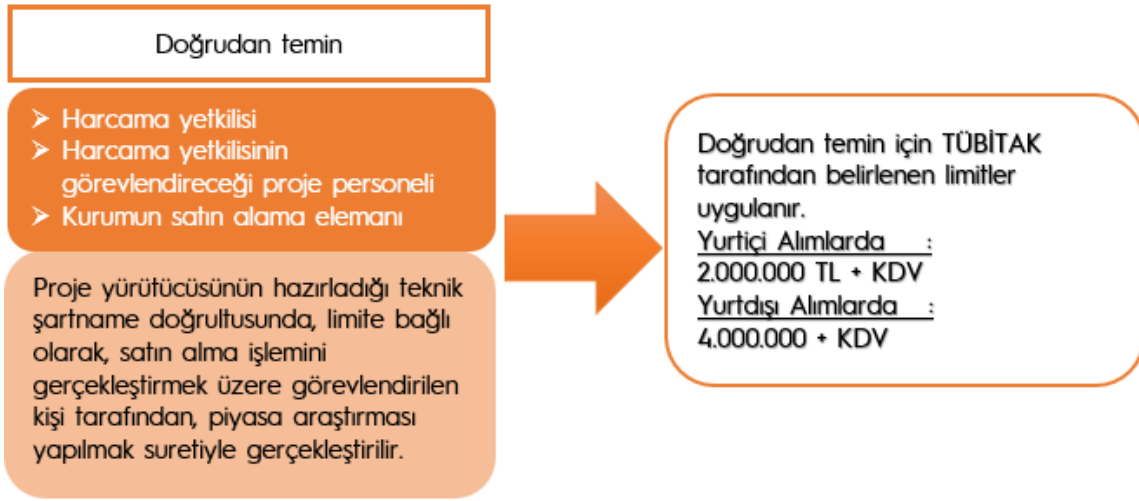 Doğrudan temin
➢ Harcama yetkilisi
➢ Harcama yetkilisinin
görevlendireceği proje personeli
➢ Kurumun satın alama elemanı
Proje yürütücüsünün hazırladığı teknik
şartname doğrultusunda, limite bağlı
olarak, satın alma işlemini
gerçekleştirmek üzere görevlendirilen
kişi tarafından, piyasa araştırması
yapılmak suretiyle gerçekleştirilir.
Doğrudan temin için TÜBİTAK
tarafından belirlenen limitler
uygulanır.
Yurtiçi Alımlarda :
2.000.000 TL + KDV
Yurtdışı Alımlarda :
4.000.000 + KDV